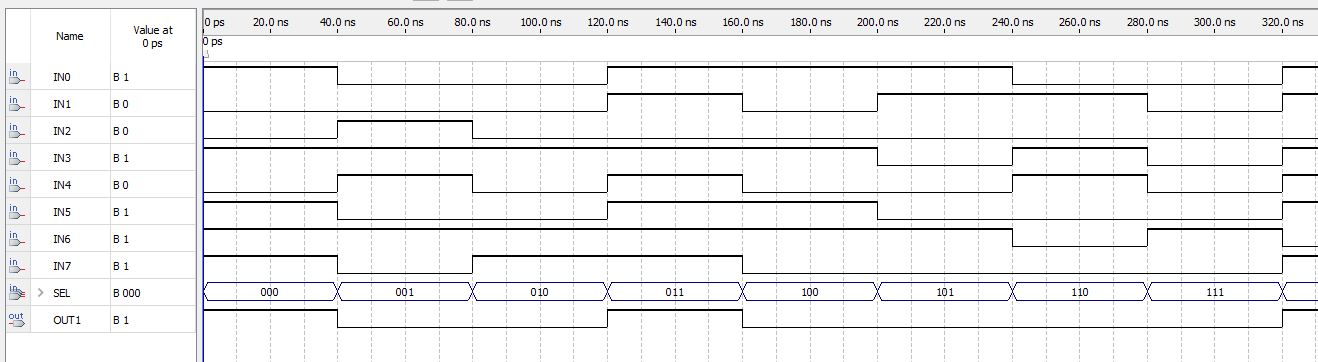 Name Value at 0 ps
0 ps 20.0 ns 40.0 ns 60.0 ns 80.0 ns 100.0 ns 120.0 ns 140.0 ns 160.0 ns 180.0 ns 200.0 ns 220.0 ns 240.0 ns 260.0 ns 280.0 ns 300.0 ns 320.0 ns
0 ps
in IN0 B 1
in IN1 B 0
in IN2 B 0
in IN3 B 1
in IN4 B 0
in IN5 B 1
in IN6 B 1
in IN7 B 1
in > SEL B 000 000 001 010 011 100 101 110 111
out OUT1 B 1